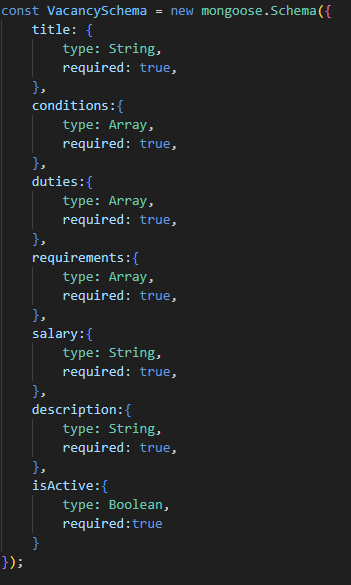 const VacancySchema = new mongoose.Schema({
    title: {
        type: String,
        required: true,
    },
    conditions:{
        type: Array,
        required: true,
    },
    duties:{
        type: Array,
        required: true,
    },
    requirements:{
        type: Array,
        required: true,
    },
    salary:{
        type: String,
        required: true,
    },
    description:{
        type: String,
        required: true,
    },
    isActive:{
        type: Boolean,
        required:true
    }
});